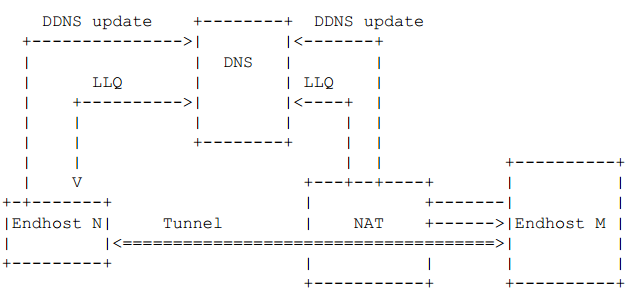 DDNS update DDNS update
DNS
LLQ LLQ
V
Endhost N Tunnel NAT Endhost M